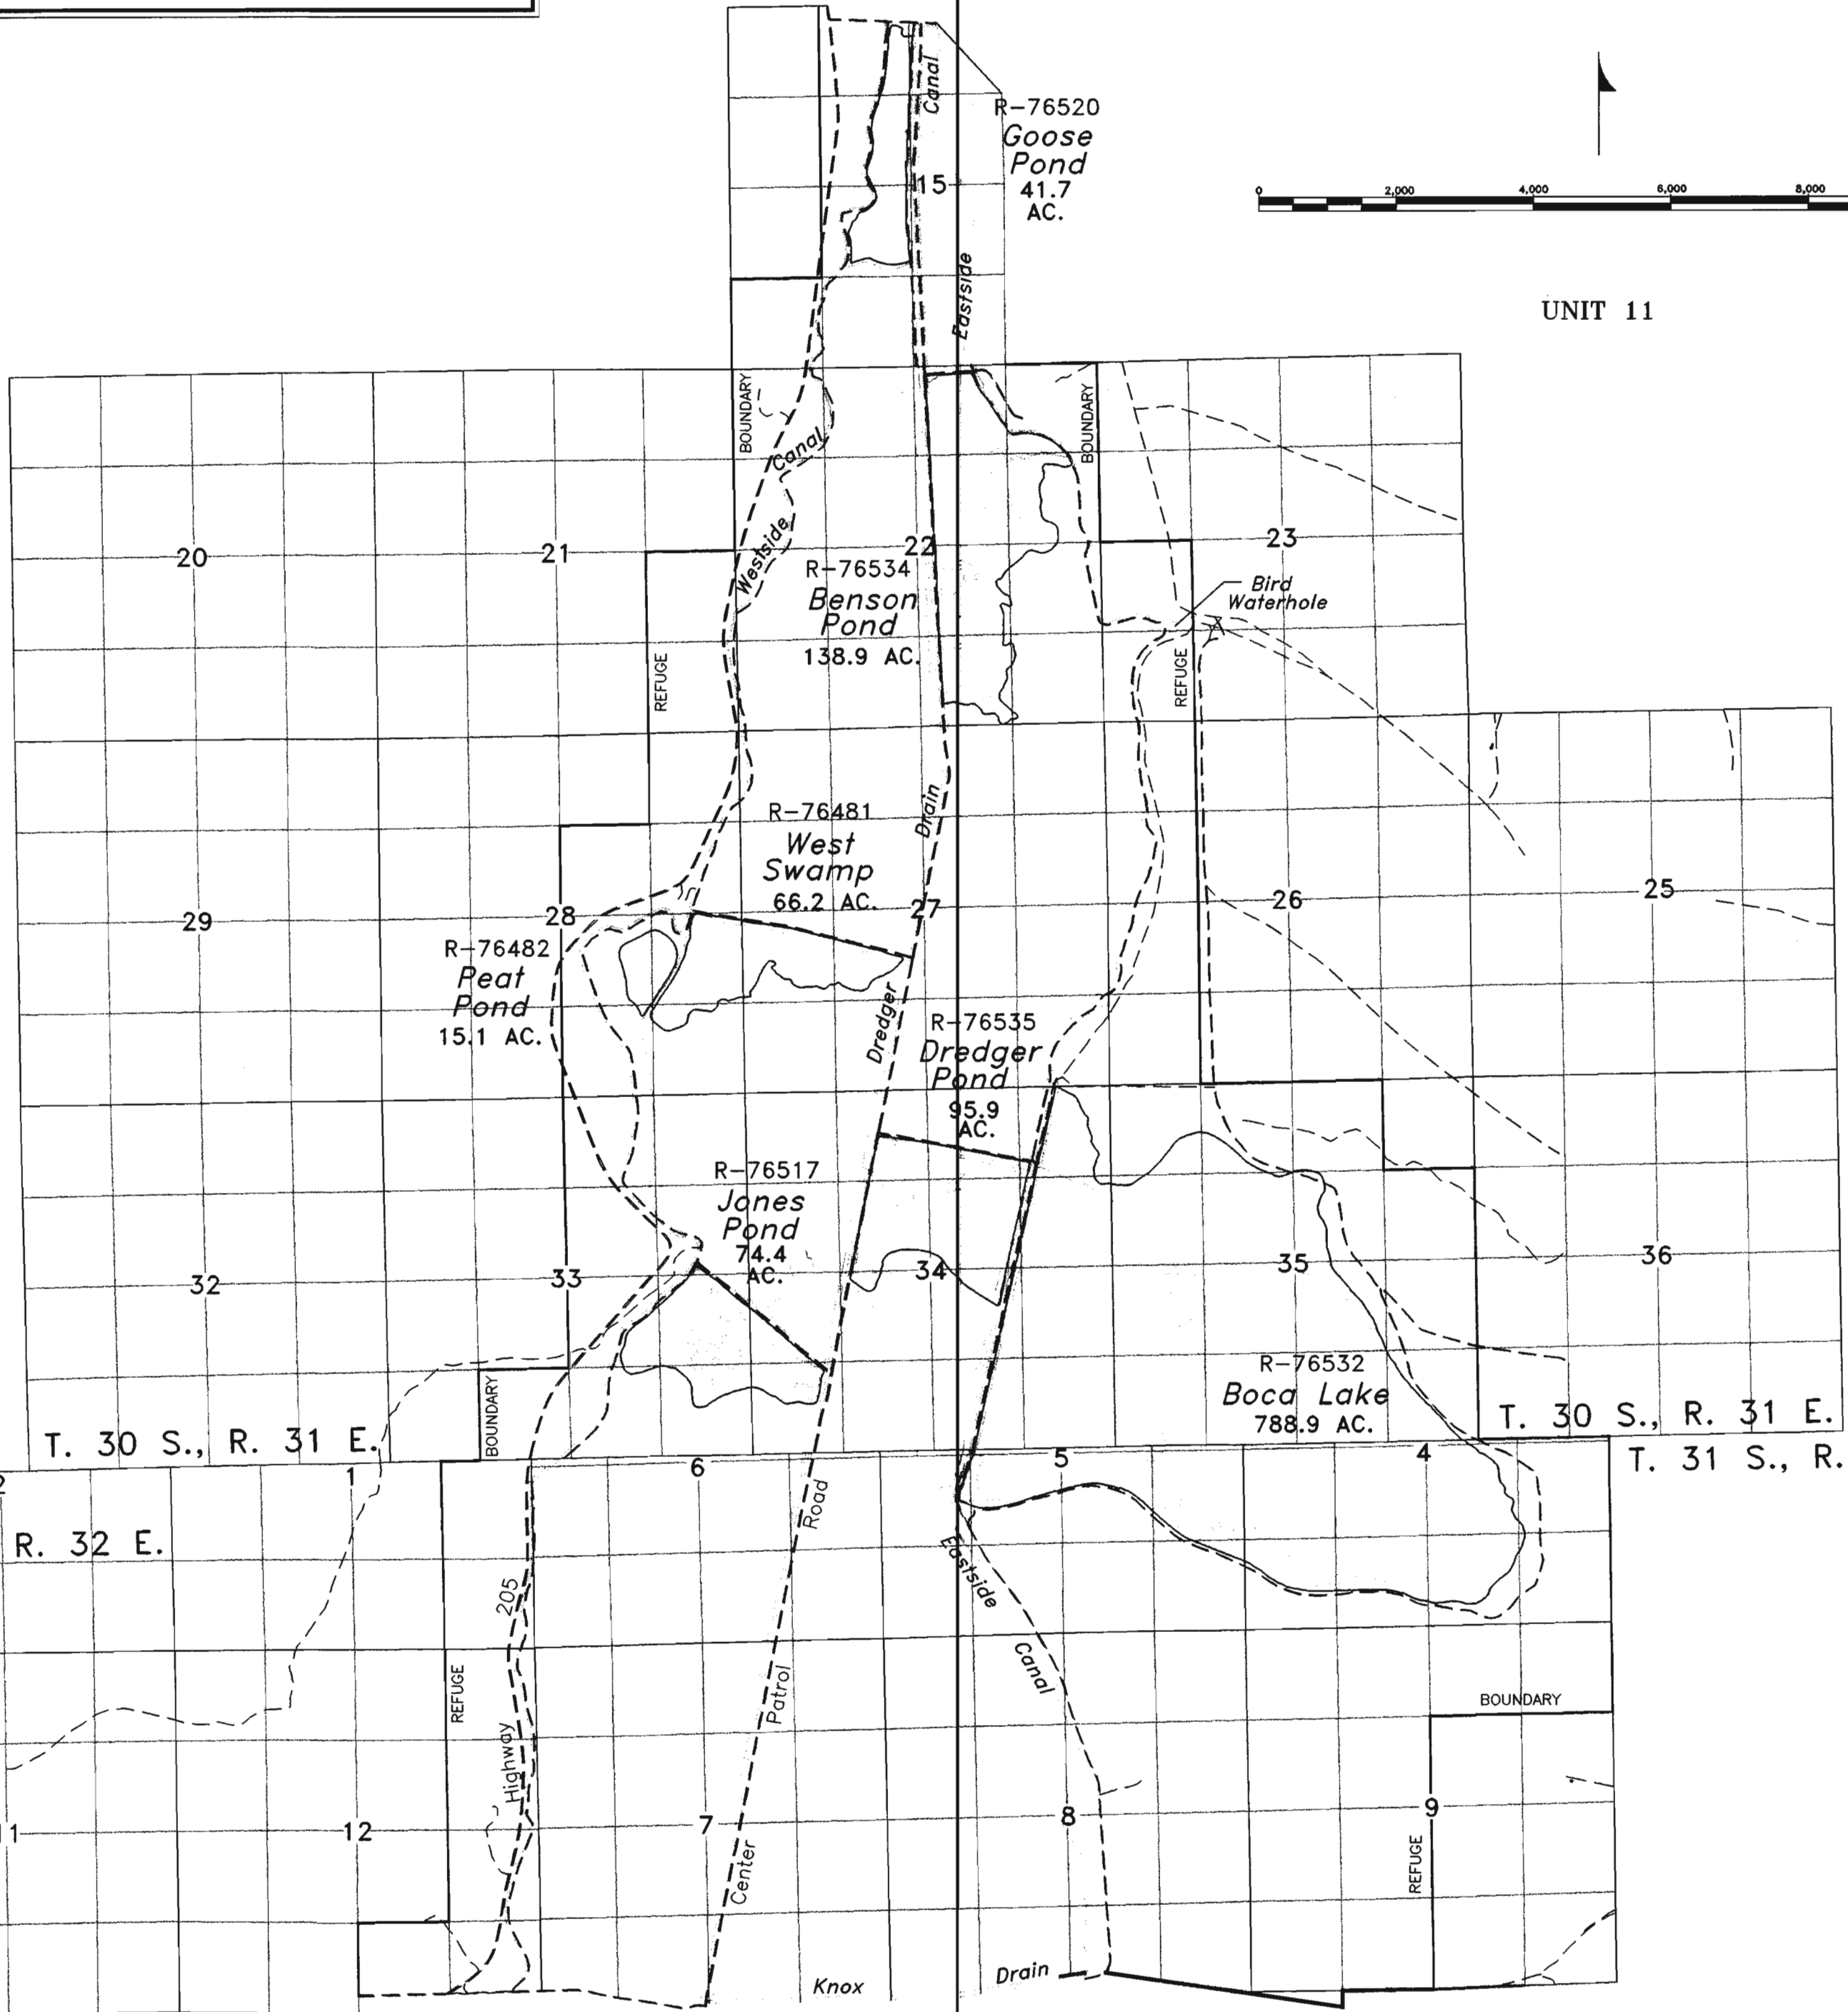 Canal
R-76520
Goose
Pond
41.7
AC.
15
0 2,000 4,000 6,000 8,000
Eastside
UNIT 11
BOUNDARY
BOUNDARY
Canal
Westside
20
21
22
23
R-76534
Benson
Pond
138.9 AC.
Bird
Waterhole
REFUGE
REFUGE
R-76481
West
Swamp
66.2 AC.
Drain
29
28
27
26
25
R-76482
Peat
Pond
15.1 AC.
Dredger
R-76535
Dredger
Pond
95.9
AC.
R-76517
Jones
Pond
74.4
AC.
32
33
34
35
36
R-76532
Boca Lake
788.9 AC.
BOUNDARY
T. 30 S., R. 31 E.
T. 30 S., R. 31 E.
T. 31 S., R.
2
1
6
5
4
R. 32 E.
Road
Eastside
205
Canal
REFUGE
Patrol
BOUNDARY
Highway
11
12
7
8
9
Center
REFUGE
Knox
Drain